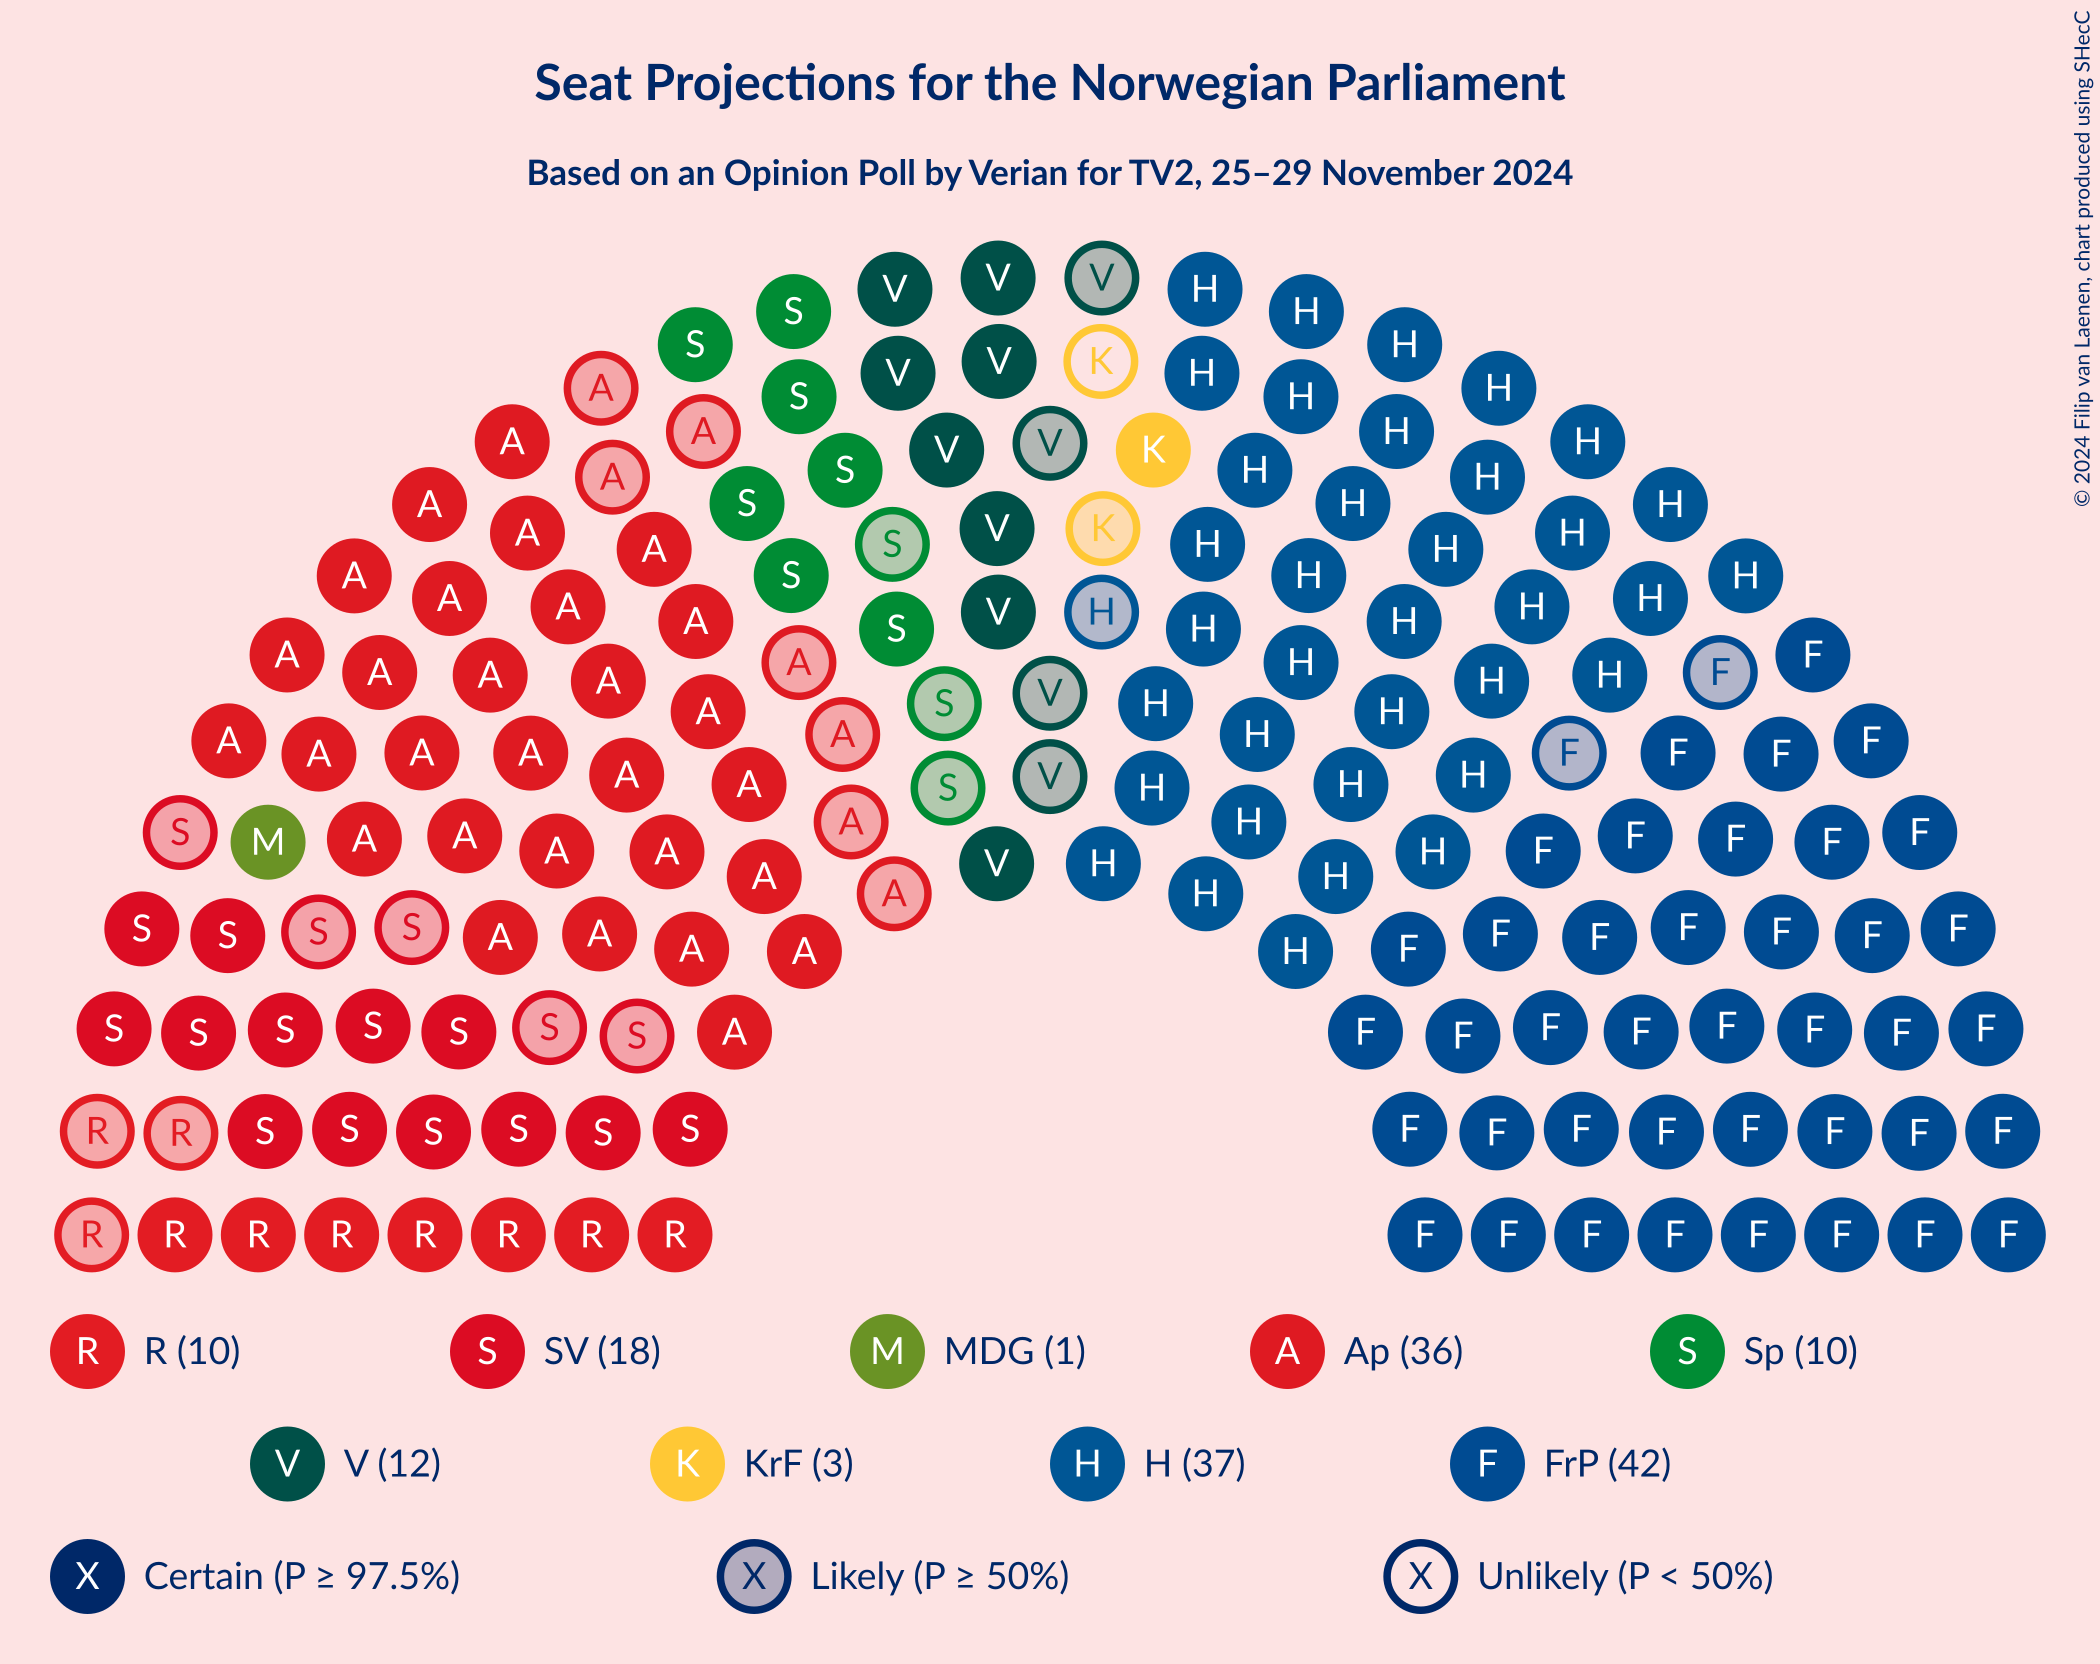 Seat Projections for the Norwegian Parliament
Based on an Opinion Poll by Verian for TV2, 25–29 November 2024
© 2024 Filip van Laenen, chart produced using SHecC
V V V H H
S S H H
V V K H
A S H H
A A V V K H H H A
S S H H
A A S V K H H H
A A A S H H H H
A A A S V H H H H H
A A A A S V H H H H F F
A A A A A A S V H H H H H F F F F
A A A A A A A S V H H H H F F F F
S M A A A A A A V H H H H F F F F F
S S S S A A A A H F F F F F F F
S S S S S S S A F F F F F F F F
R R S S S S S S F F F F F F F F
R R R R R R R R F F F F F F F F
R R (10) S SV (18) M MDG (1) A Ap (36) S Sp (10)
V V (12) K KrF (3) H H (37) F FrP (42)
X Certain (P ≥ 97.5%) X Likely (P ≥ 50%) X Unlikely (P < 50%)